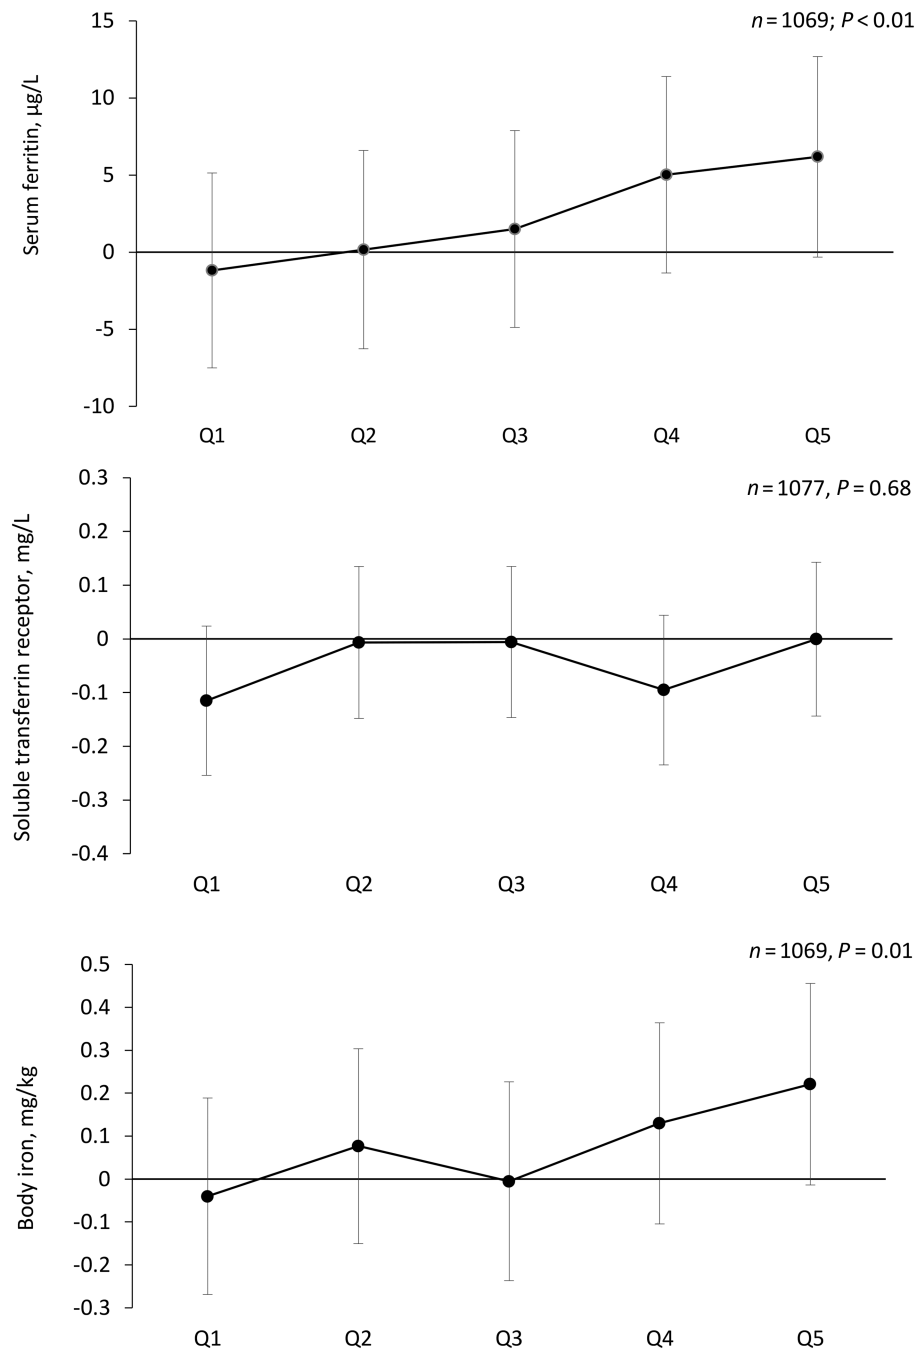 n = 1069; P < 0.01
Serum ferritin, µg/L
15
10
5
0
-5
-10
Q1 Q2 Q3 Q4 Q5
n = 1077, P = 0.68
Soluble transferrin receptor, mg/L
0.3
0.2
0.1
0
-0.1
-0.2
-0.3
-0.4
Q1 Q2 Q3 Q4 Q5
n = 1069, P = 0.01
Body iron, mg/kg
0.5
0.4
0.3
0.2
0.1
0
-0.1
-0.2
-0.3
Q1 Q2 Q3 Q4 Q5